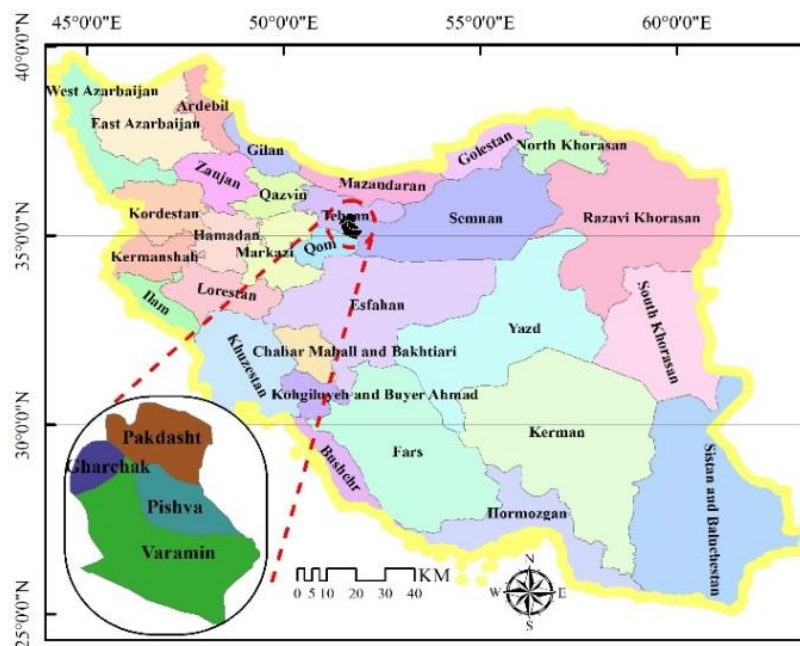 45°0'0"E 50°0'0"E 55°0'0"E 60°0'0"E
40°0'0"N
35°0'0"N
30°0'0"N
25°0'0"N
West Azarbaijan
Ardebil
East Azarbaijan
Gilan
Golestan
North Khorasan
Zanjan
Qazvin
Mazandaran
Kordestan
Tehran
Semnan
Razavi Khorasan
Hamadan
Markazi
Qom
Kermanshah
Ilam
Lorestan
Esfahan
South Khorasan
Yazd
Khuzestan
Chahar Mahall and Bakhtiari
Kohgiluyeh and Buyer Ahmad
Kerman
Fars
Bushehr
Sistan and Baluchestan
Hormozgan
Pakdasht
Gharchak
Pishva
Varamin
KM
0 5 10 20 30 40
N
W E
S